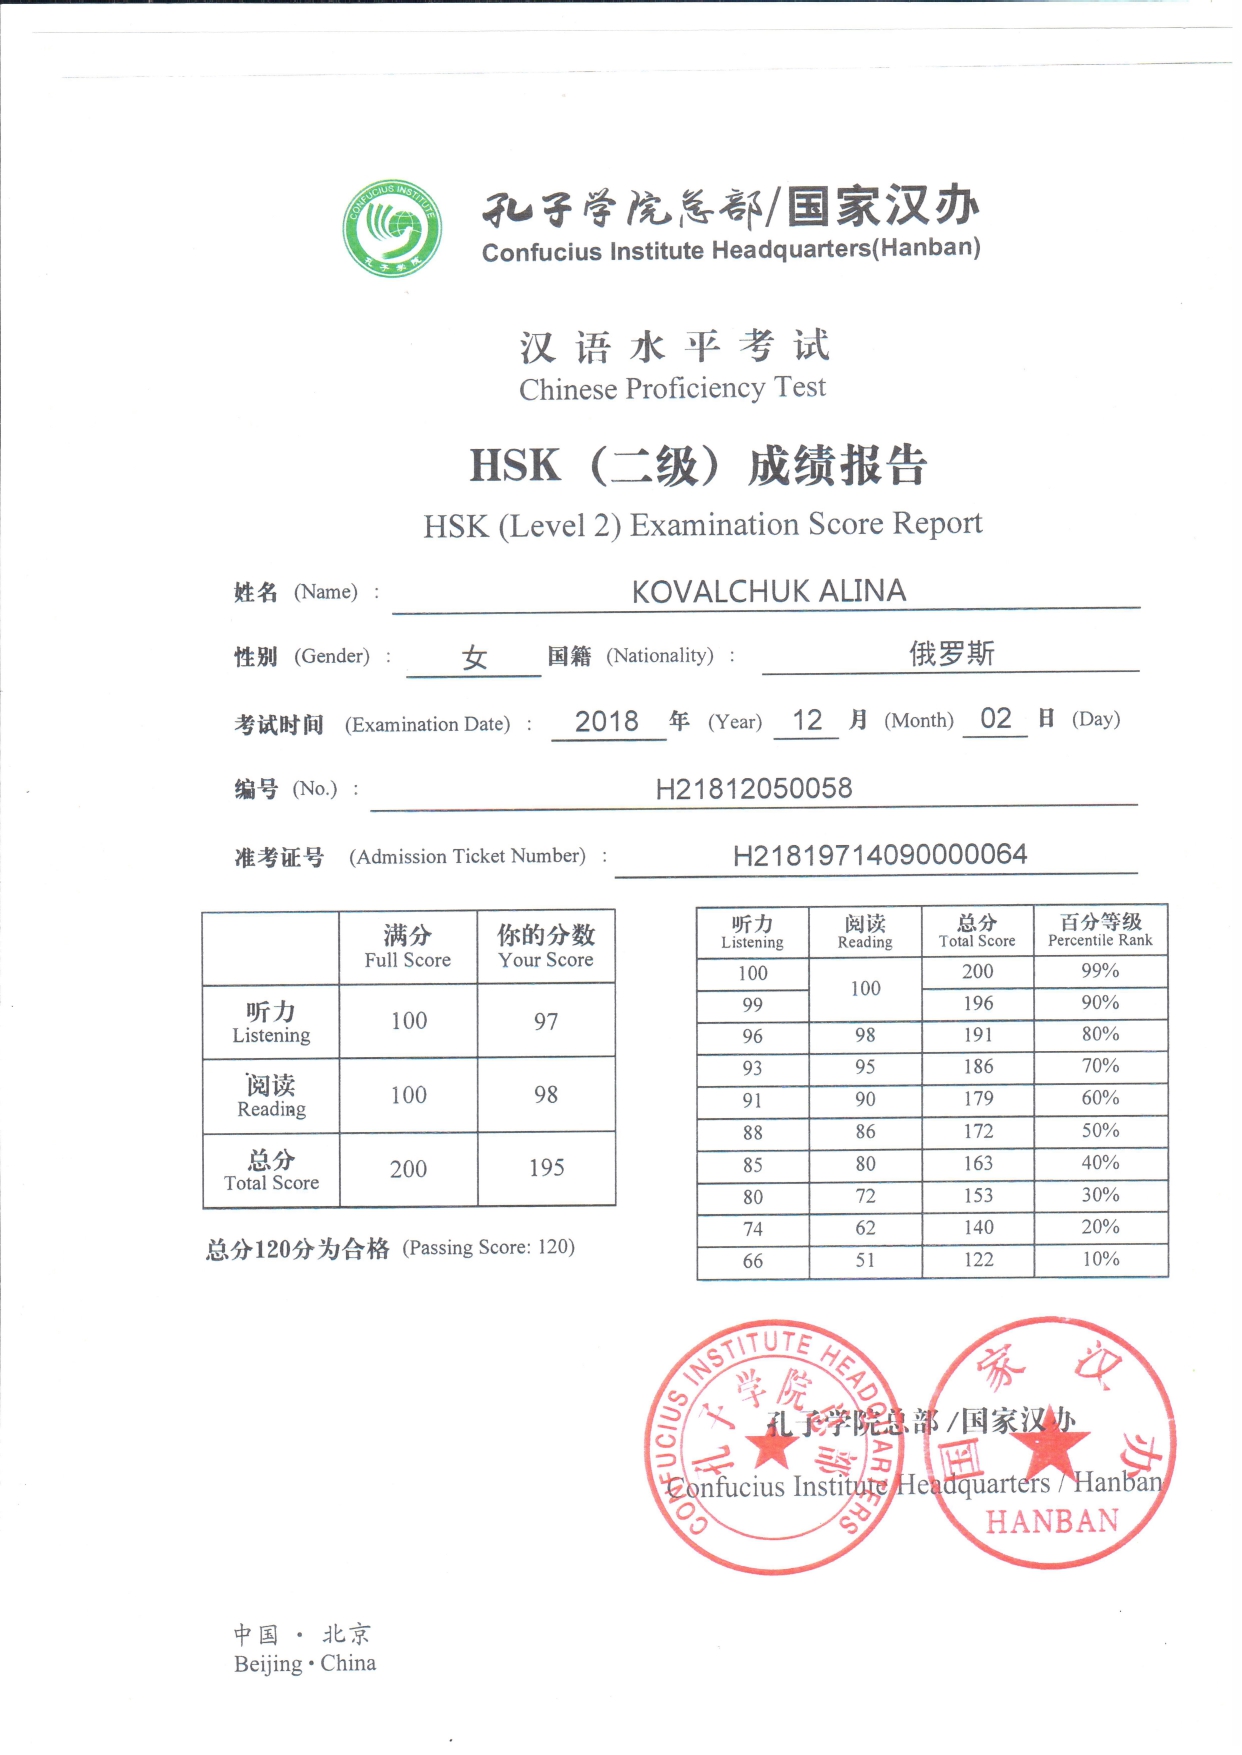 CONFUCIUS INSTITUTE
孔子学院
孔子学院总部/国家汉办
Confucius Institute Headquarters(Hanban)
汉语水平考试
Chinese Proficiency Test
HSK（二级）成绩报告
HSK (Level 2) Examination Score Report
姓名 (Name) : KOVALCHUK ALINA
性别 (Gender) : 女 国籍 (Nationality) : 俄罗斯
考试时间 (Examination Date) : 2018 年 (Year) 12 月 (Month) 02 日 (Day)
编号 (No.) : H21812050058
准考证号 (Admission Ticket Number) : H21819714090000064
满分 你的分数
Full Score Your Score
听力
Listening 100 97
阅读
Reading 100 98
总分
Total Score 200 195
总分120分为合格 (Passing Score: 120)
听力 阅读 总分 百分等级
Listening Reading Total Score Percentile Rank
100 100 200 99%
99 196 90%
96 98 191 80%
93 95 186 70%
91 90 179 60%
88 86 172 50%
85 80 163 40%
80 72 153 30%
74 62 140 20%
66 51 122 10%
CONFUCIUS INSTITUTE HEADQUARTERS
孔子学院总部
国家汉办
HANBAN
孔子学院总部 /国家汉办
Confucius Institute Headquarters / Hanban
中国 · 北京
Beijing · China